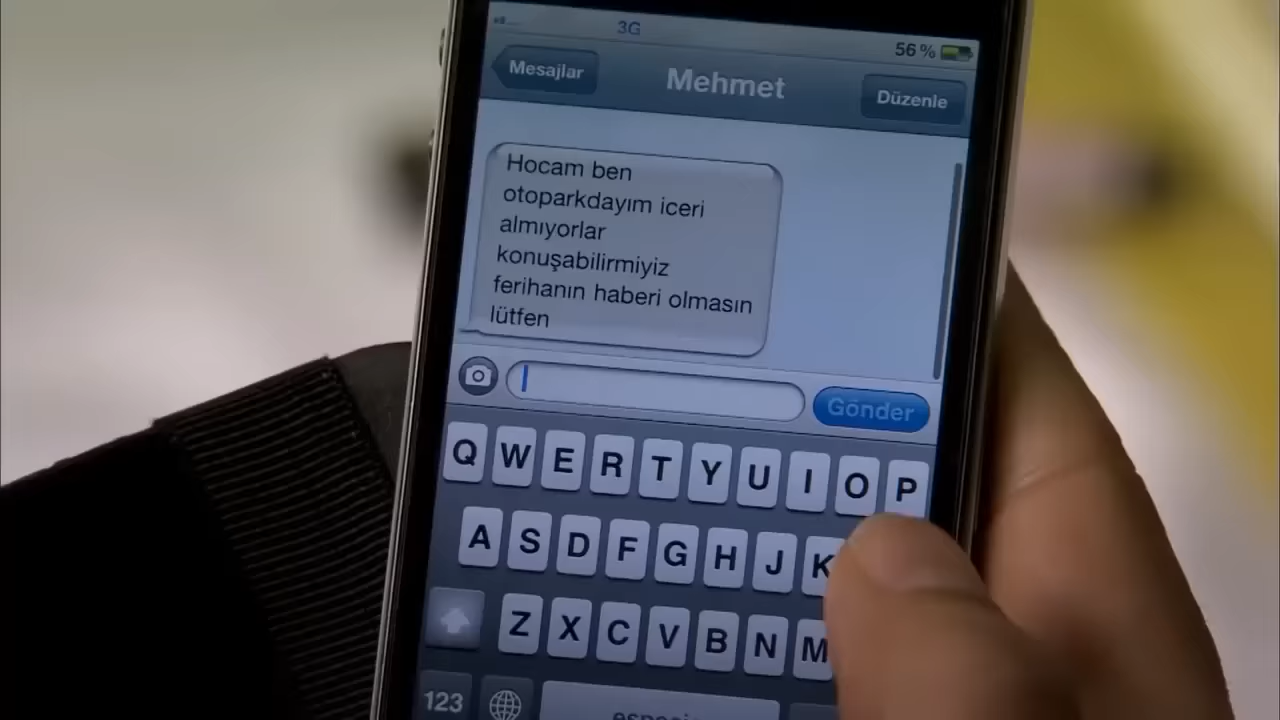 3G
56 %
Mesajlar
Mehmet
Düzenle
Hocam ben
otoparkdayım iceri
almıyorlar
konuşabilirmiyiz
ferihanın haberi olmasın
lütfen
Gönder
Q W E R T Y U I O P
A S D F G H J K
Z X C V B N M
123